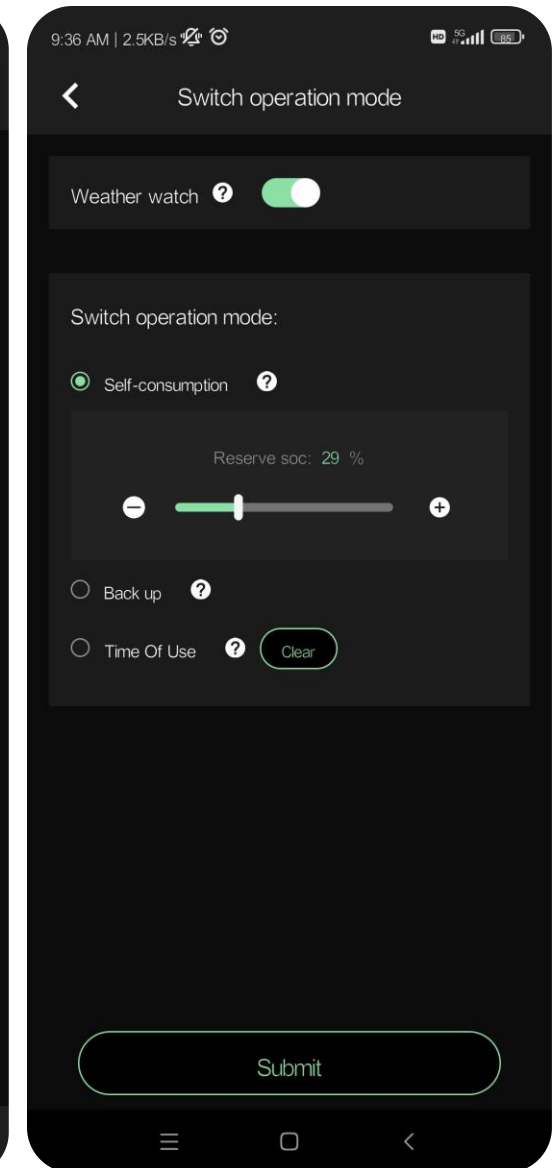 9:36 AM | 2.5KB/s HD 5G 85
Switch operation mode
Weather watch ?
Switch operation mode:
Self-consumption ?
Reserve soc: 29 %
Back up ?
Time Of Use ? Clear
Submit